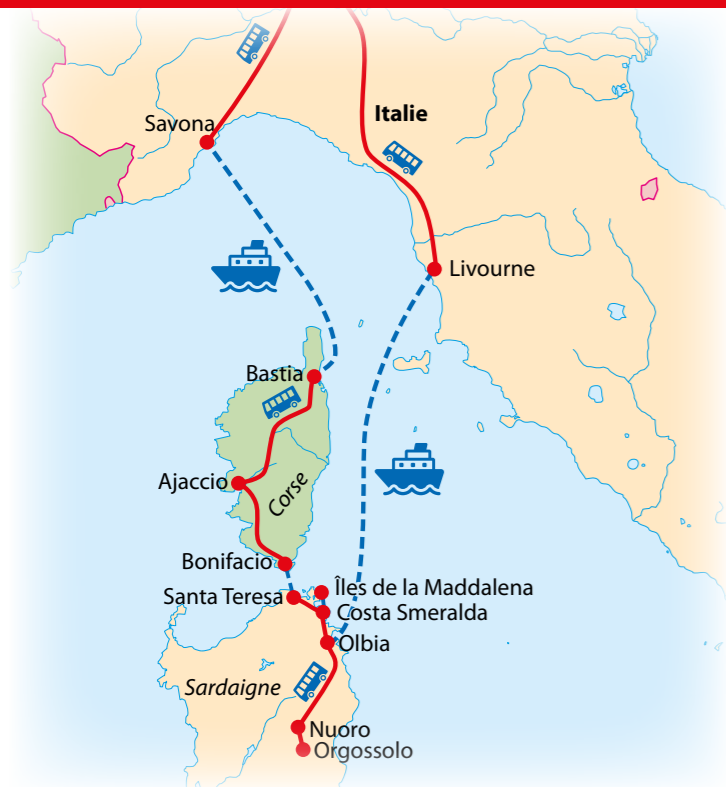 Italie
Savona
Livourne
Bastia
Ajaccio
Corse
Bonifacio
Îles de la Maddalena
Santa Teresa
Costa Smeralda
Olbia
Sardaigne
Nuoro
Orgossolo